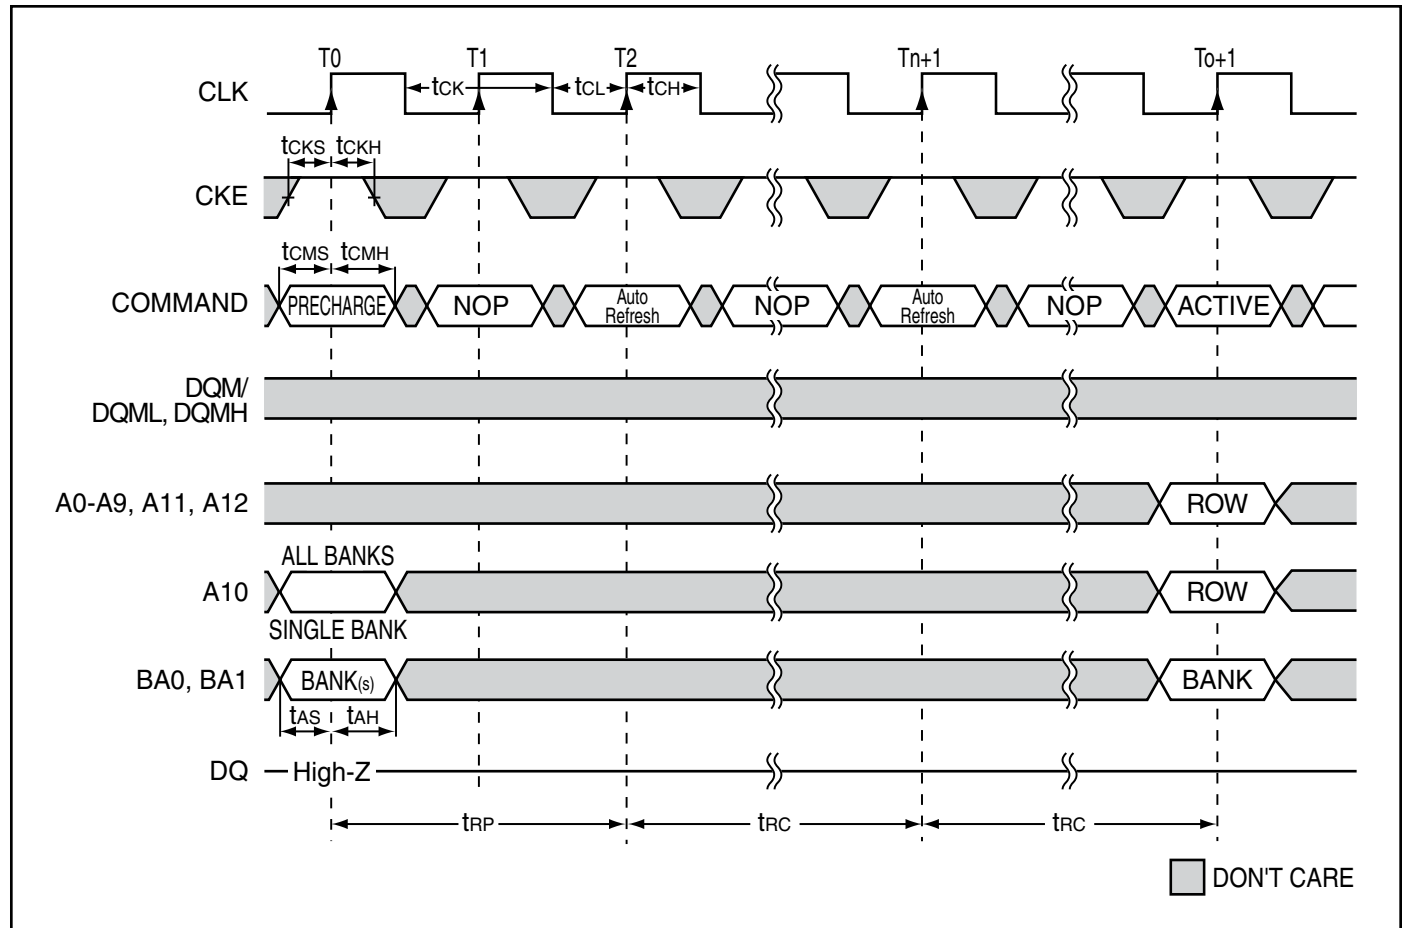 T0 T1 T2 Tn+1 To+1
CLK tCK tCL tCH
tCKS tCKH
CKE
tCMS tCMH
COMMAND PRECHARGE NOP Auto Refresh NOP Auto Refresh NOP ACTIVE
DQM/
DQML, DQMH
A0-A9, A11, A12 ROW
ALL BANKS
A10 ROW
SINGLE BANK
BA0, BA1 BANK(s) BANK
tAS tAH
DQ High-Z
tRP tRC tRC
DON'T CARE